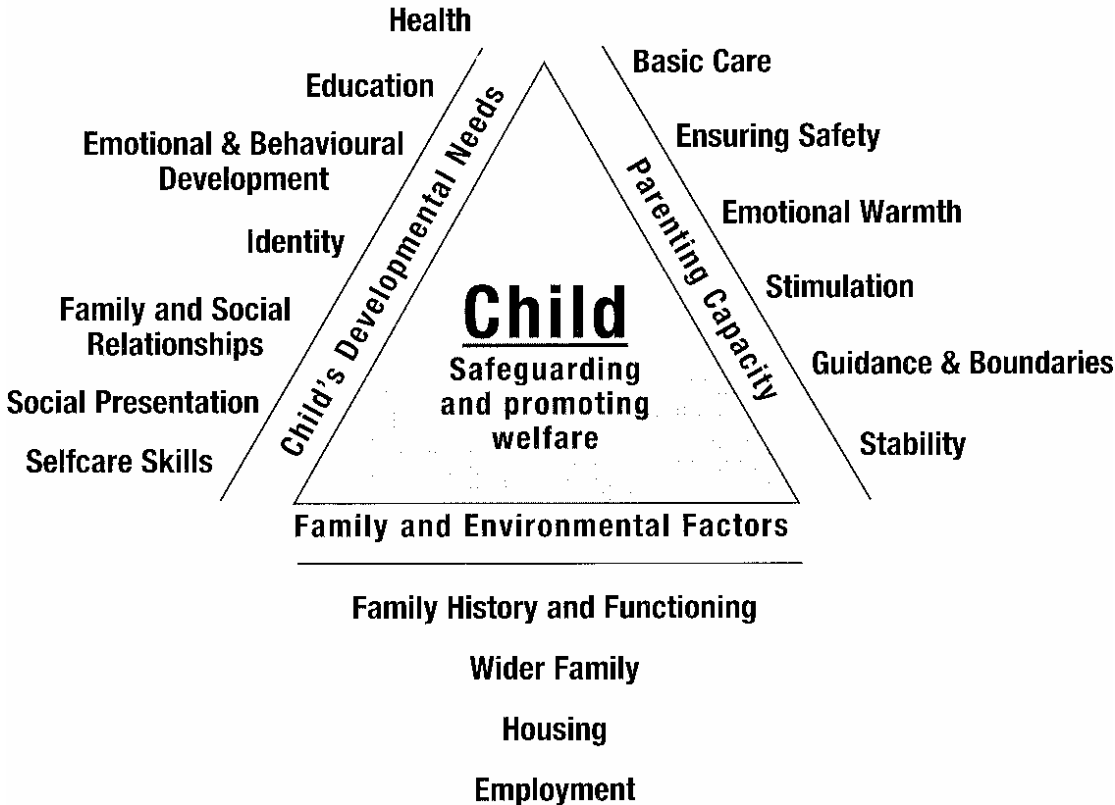 Health
Education
Emotional & Behavioural
Development
Identity
Family and Social
Relationships
Social Presentation
Selfcare Skills
Child's Developmental Needs
Basic Care
Ensuring Safety
Emotional Warmth
Stimulation
Guidance & Boundaries
Stability
Parenting Capacity
Child
Safeguarding
and promoting
welfare
Family and Environmental Factors
Family History and Functioning
Wider Family
Housing
Employment